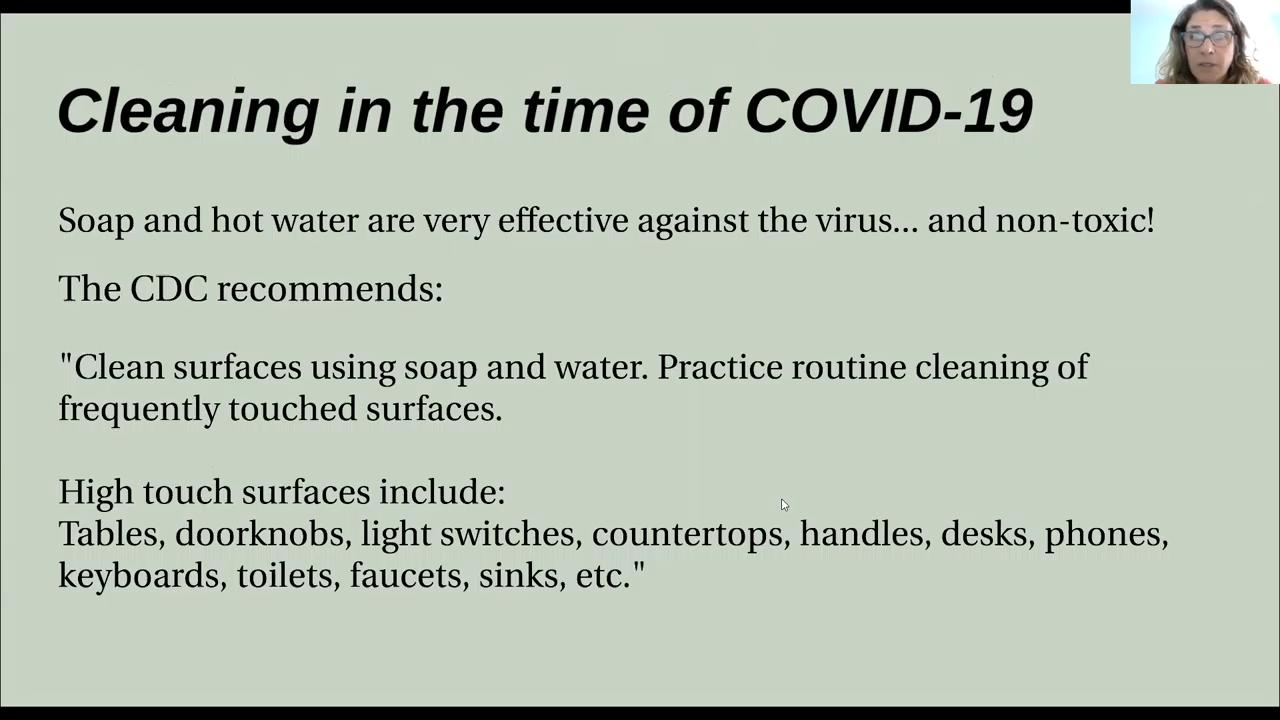 Cleaning in the time of COVID-19
Soap and hot water are very effective against the virus... and non-toxic!
The CDC recommends:
"Clean surfaces using soap and water. Practice routine cleaning of
frequently touched surfaces.
High touch surfaces include:
Tables, doorknobs, light switches, countertops, handles, desks, phones,
keyboards, toilets, faucets, sinks, etc."